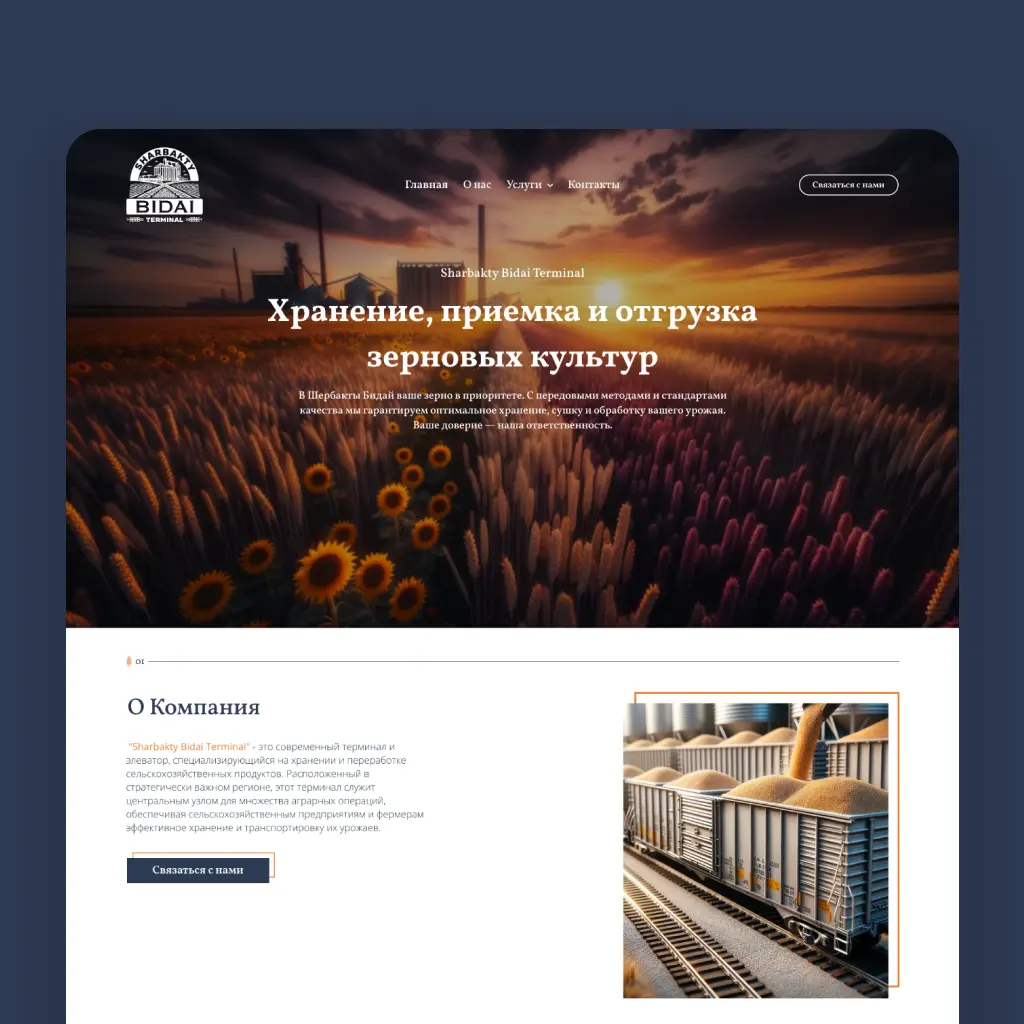 SHARBAKTY
BIDAI
TERMINAL
Главная О нас Услуги Контакты
Связаться с нами
Sharbakty Bidai Terminal
Хранение, приемка и отгрузка
зерновых культур
В Шербакты Бидай ваше зерно в приоритете. С передовыми методами и стандартами
качества мы гарантируем оптимальное хранение, сушку и обработку вашего урожая.
Ваше доверие — наша ответственность.
01
О Компания
"Sharbakty Bidai Terminal" - это современный терминал и
элеватор, специализирующийся на хранении и переработке
сельскохозяйственных продуктов. Расположенный в
стратегически важном регионе, этот терминал служит
центральным узлом для множества аграрных операций,
обеспечивая сельскохозяйственным предприятиям и фермерам
эффективное хранение и транспортировку их урожаев.
Связаться с нами